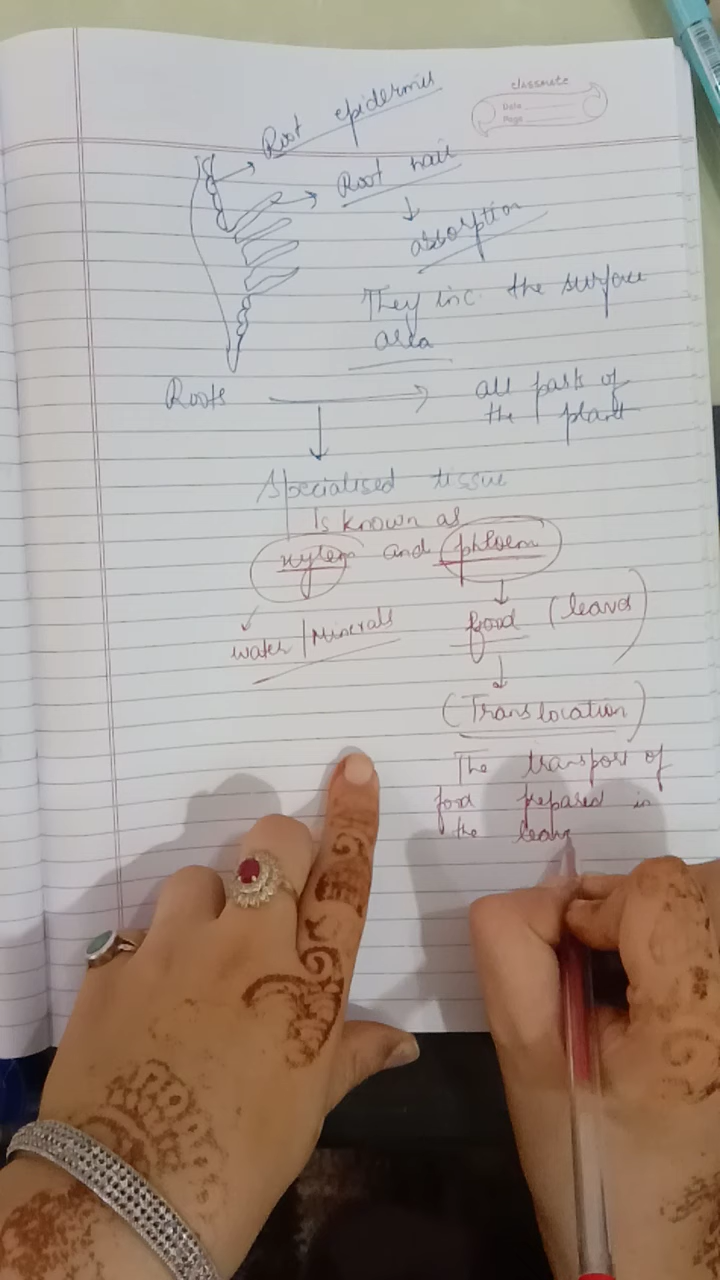 classmate
Date
Page
Root epidermis
Root hair
absorption
They inc. the surface
area
Roots
all parts of
the plant
Specialised tissue
is known as
xylem and phloem
water/Minerals
food (leaves)
(Translocation)
The transport of
food prepared in
the leav